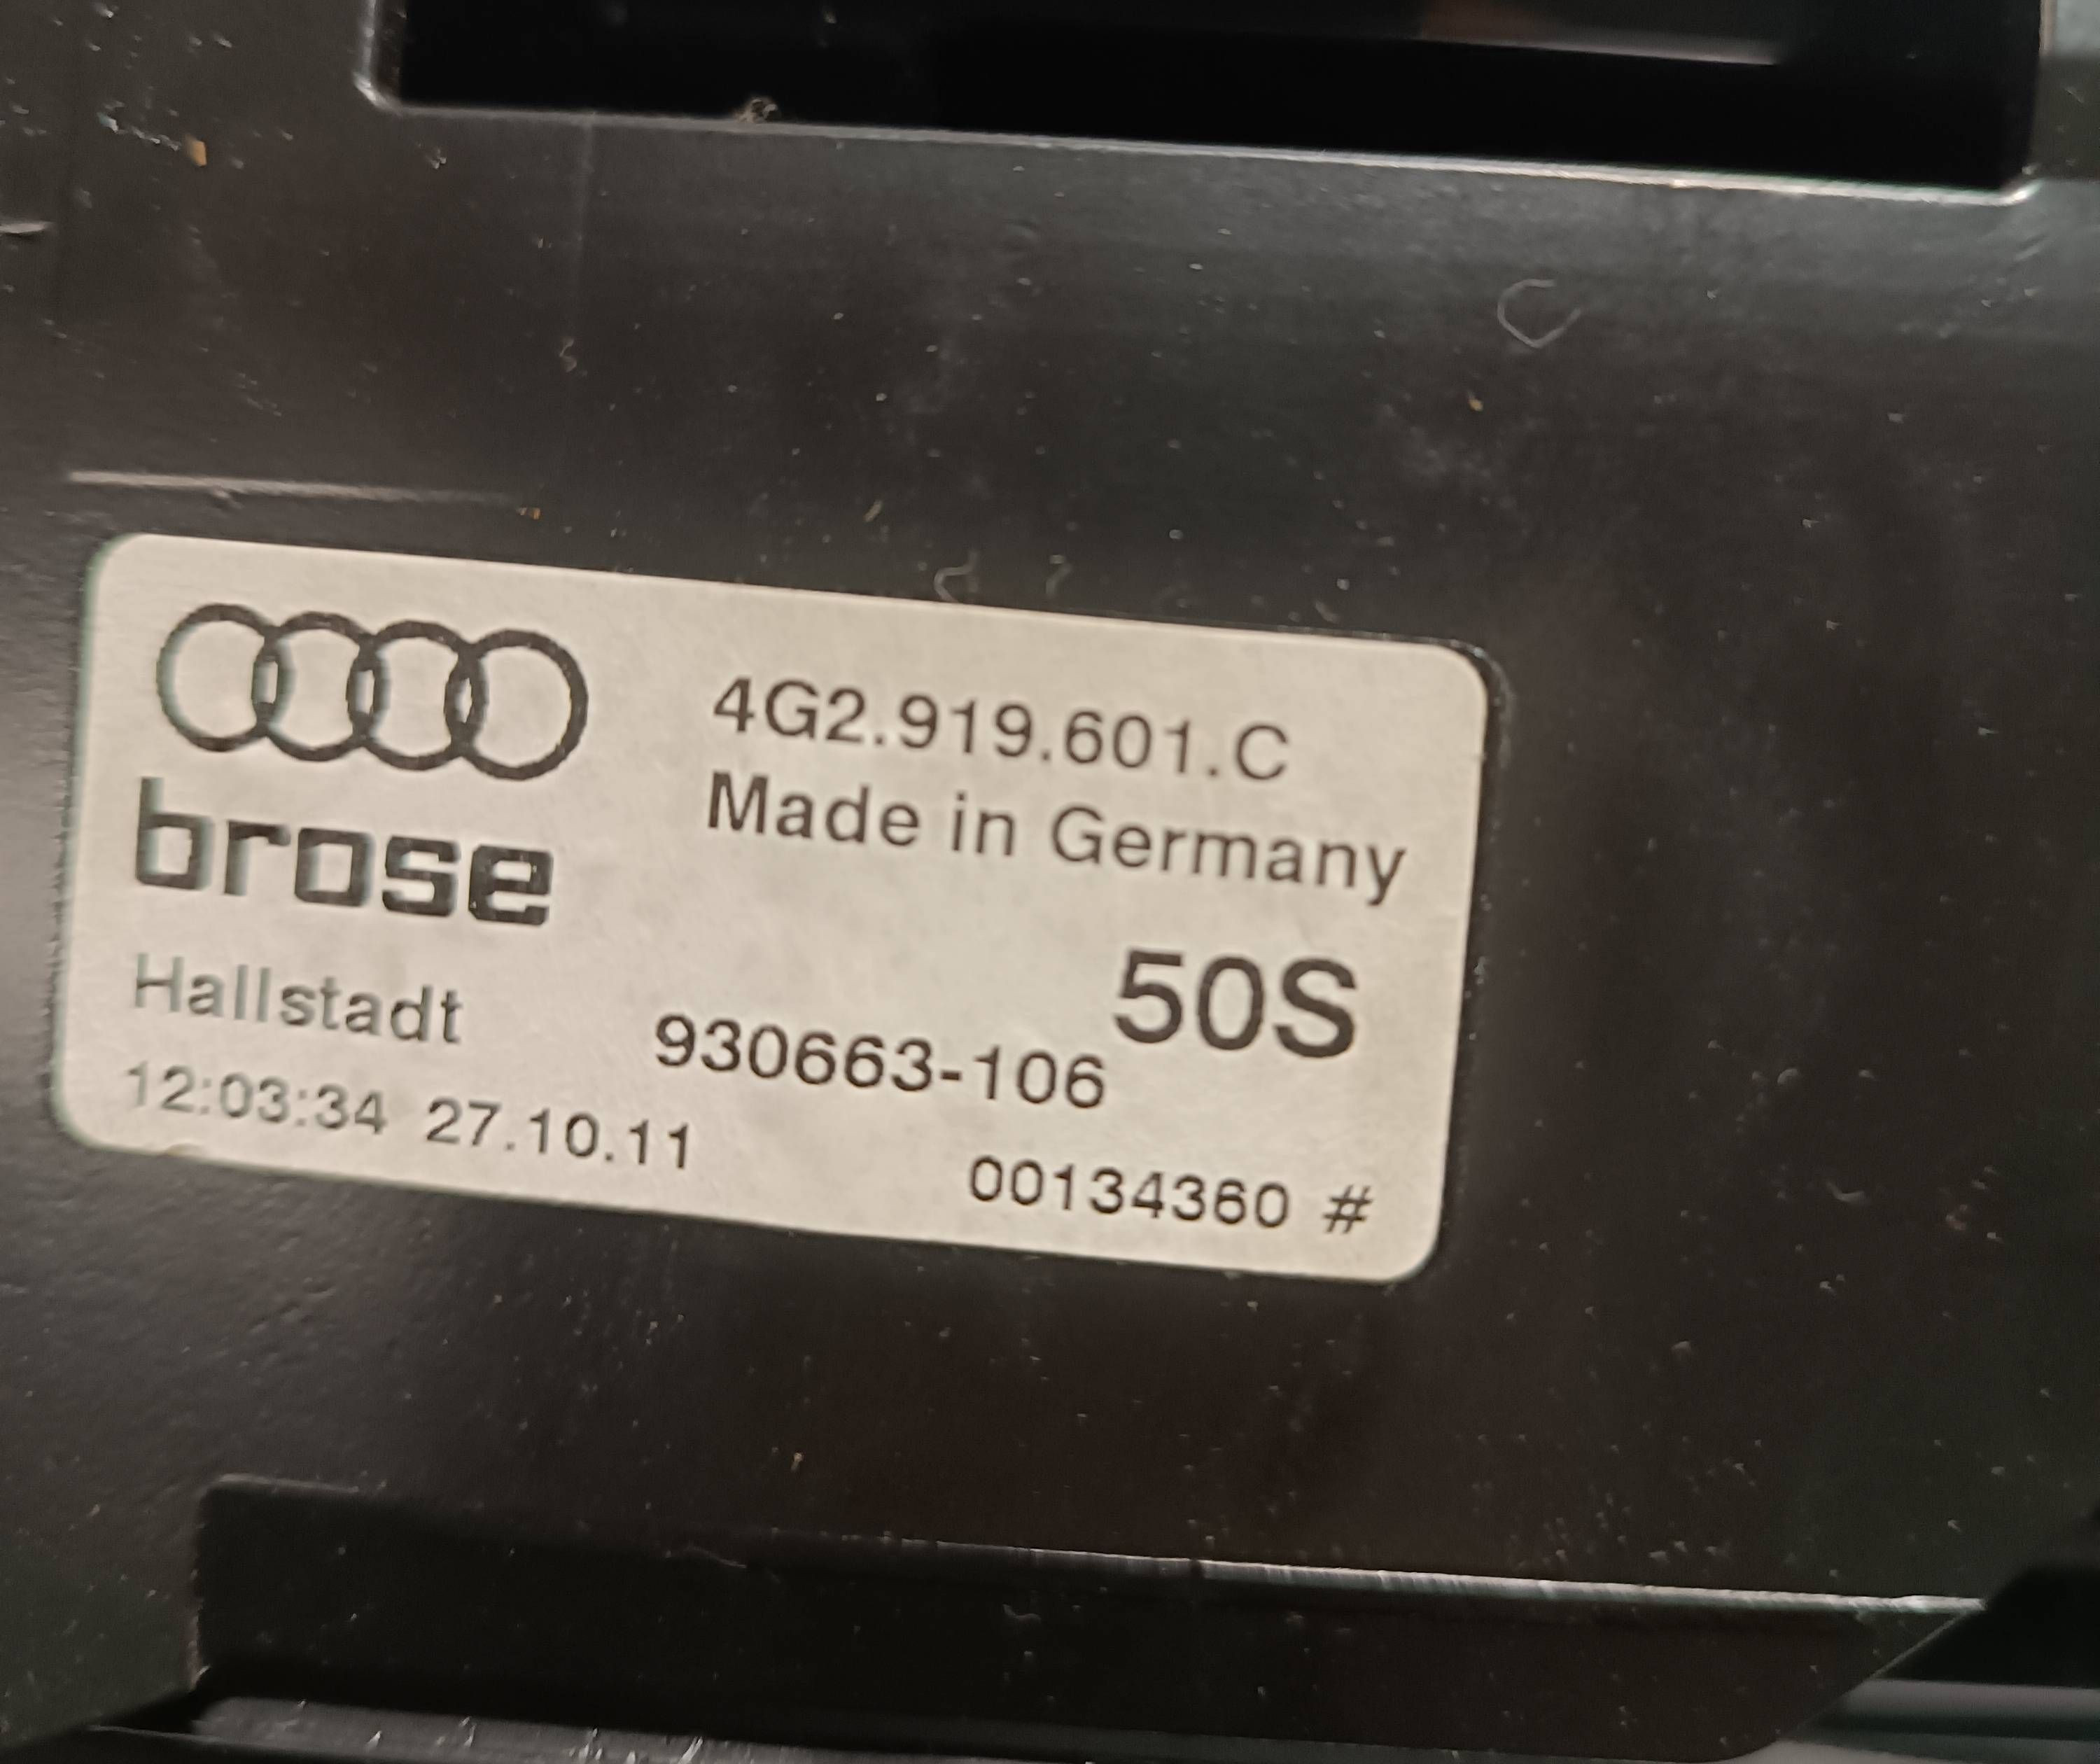 4G2.919.601.C
Made in Germany
brose
50S
Hallstadt
930663-106
12:03:34 27.10.11
00134360 #